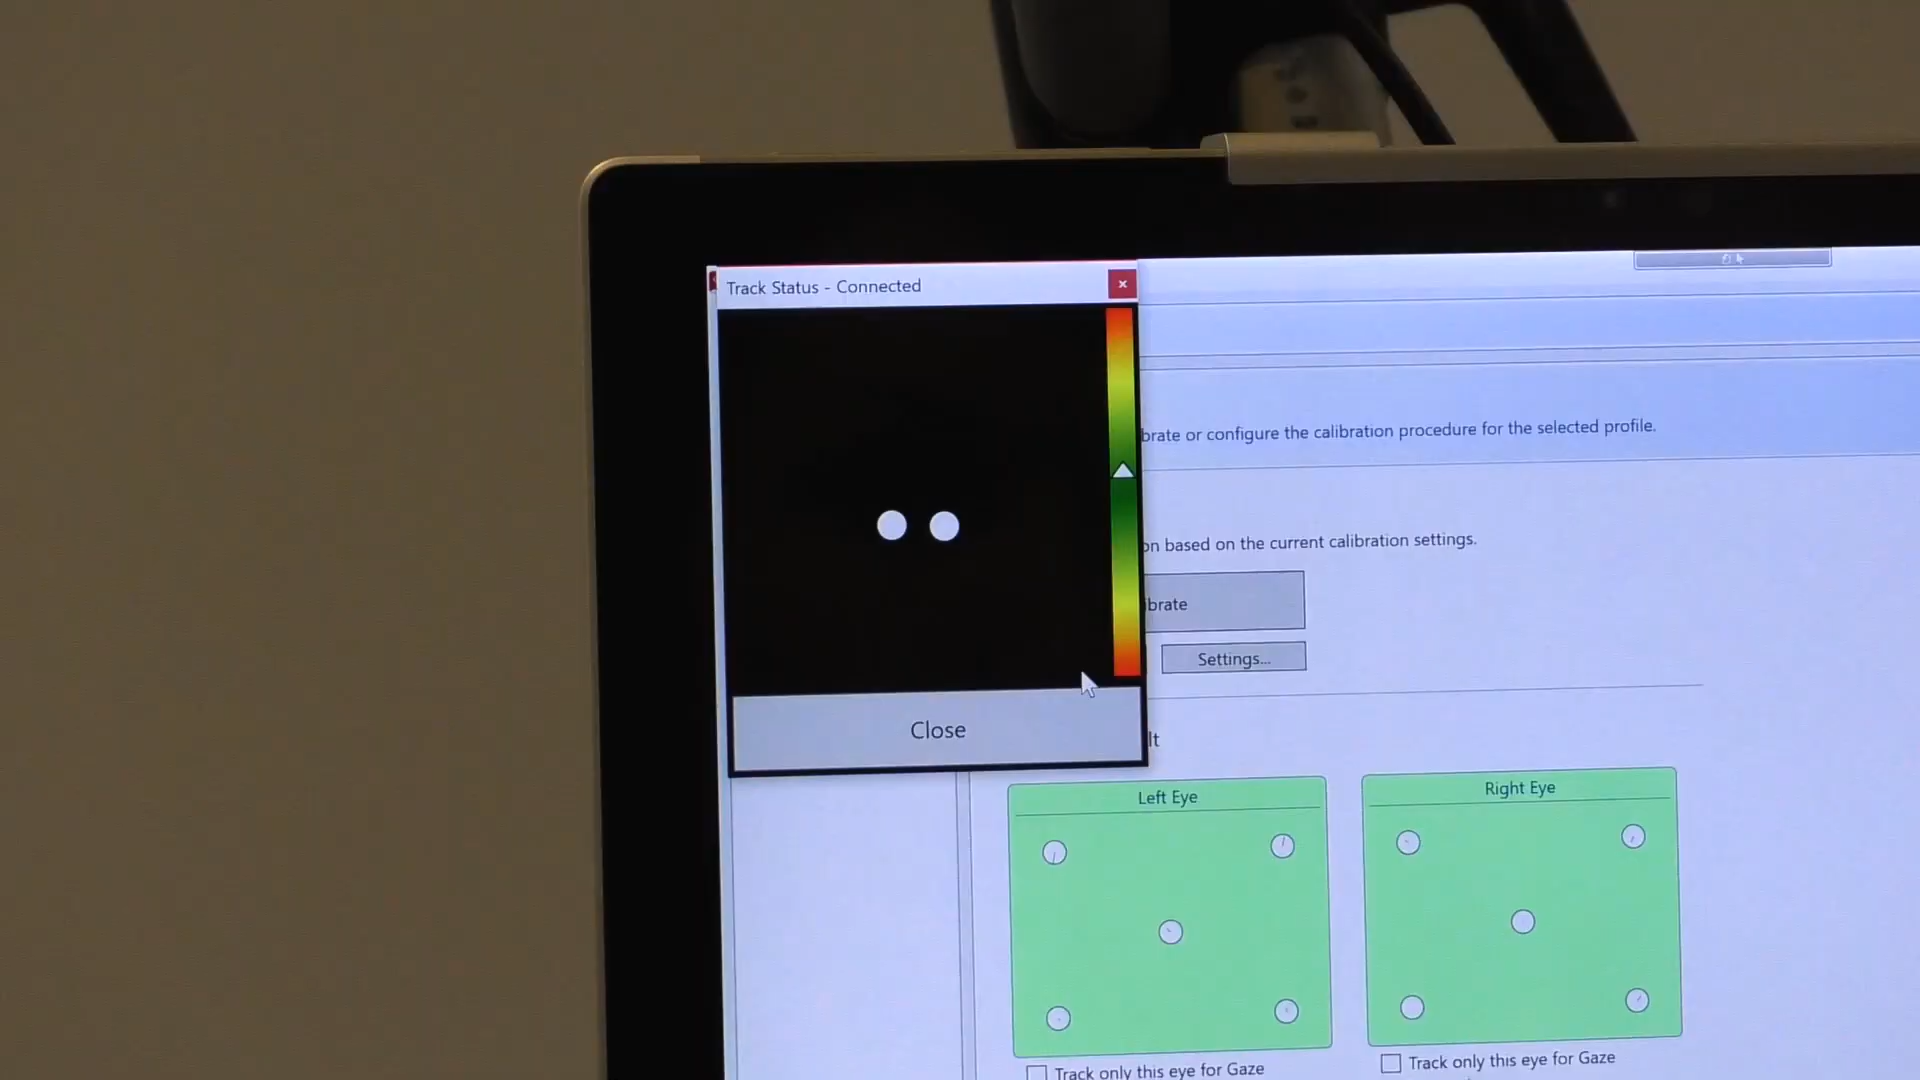 Track Status - Connected
brate or configure the calibration procedure for the selected profile.
on based on the current calibration settings.
ibrate
Settings...
Close
lt
Left Eye
Right Eye
Track only this eye for Gaze
Track only this eye for Gaze